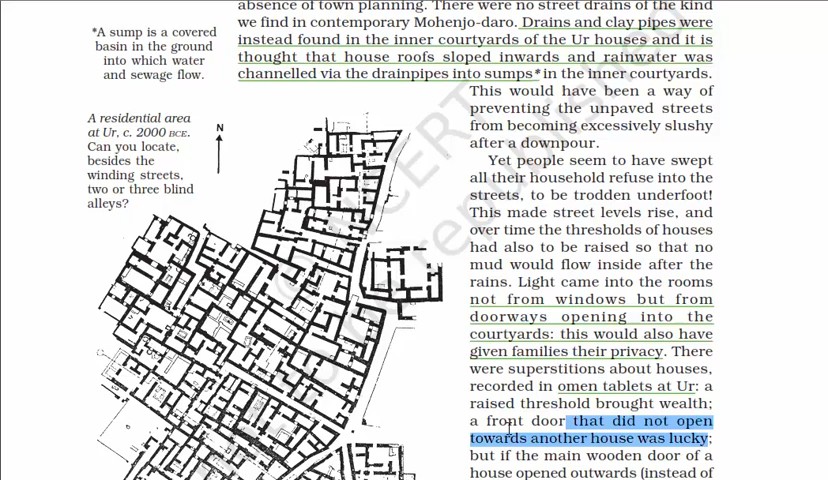 absence of town planning. There were no street drains of the kind
we find in contemporary Mohenjo-daro. Drains and clay pipes were
instead found in the inner courtyards of the Ur houses and it is
thought that house roofs sloped inwards and rainwater was
channelled via the drainpipes into sumps* in the inner courtyards.
This would have been a way of
preventing the unpaved streets
from becoming excessively slushy
after a downpour.
Yet people seem to have swept
all their household refuse into the
streets, to be trodden underfoot!
This made street levels rise, and
over time the thresholds of houses
had also to be raised so that no
mud would flow inside after the
rains. Light came into the rooms
not from windows but from
doorways opening into the
courtyards: this would also have
given families their privacy. There
were superstitions about houses,
recorded in omen tablets at Ur: a
raised threshold brought wealth;
a front door that did not open
towards another house was lucky;
but if the main wooden door of a
house opened outwards (instead of
*A sump is a covered
basin in the ground
into which water
and sewage flow.
A residential area
at Ur, c. 2000 BCE.
Can you locate,
besides the
winding streets,
two or three blind
alleys?
N
© NCERT
not to be republished